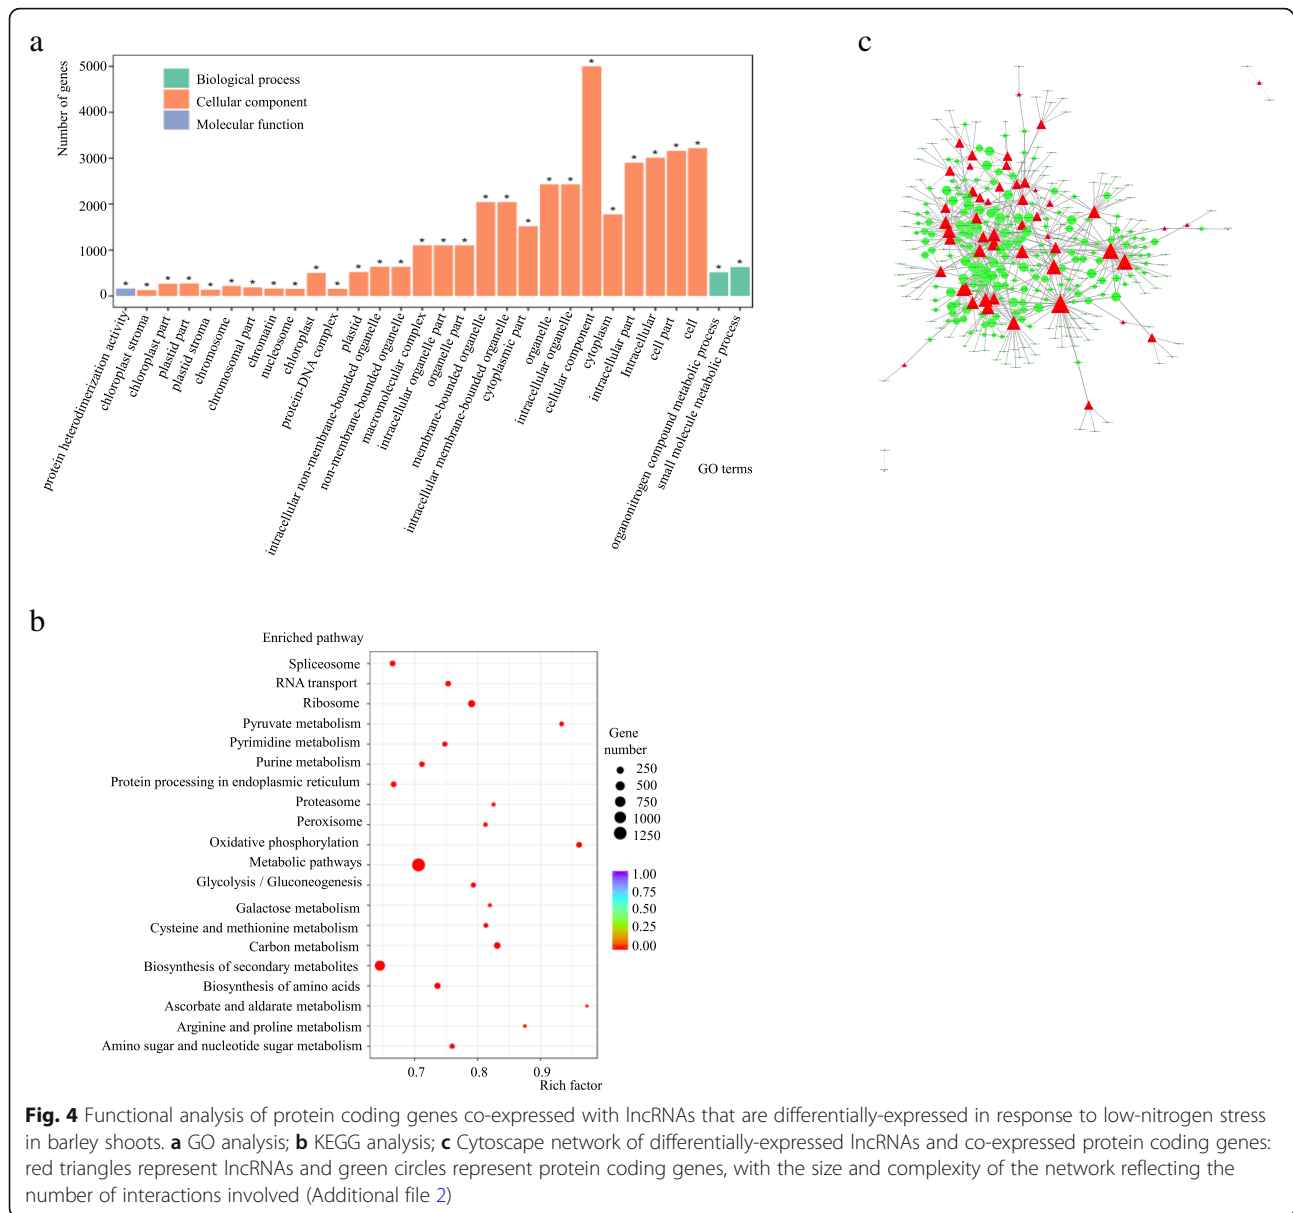 a
c
Number of genes
5000
4000
3000
2000
1000
0
Biological process
Cellular component
Molecular function
protein heterodimerization activity
chloroplast stroma
chloroplast part
plastid part
plastid stroma
chromosome
chromosomal part
chromatin
nucleosome
chloroplast
protein-DNA complex
plastid
intracellular non-membrane-bounded organelle
non-membrane-bounded organelle
macromolecular complex
intracellular organelle part
organelle part
membrane-bounded organelle
intracellular membrane-bounded organelle
cytoplasmic part
organelle
intracellular organelle
cellular component
cytoplasm
intracellular part
Intracellular
cell part
cell
organonitrogen compound metabolic process
small molecule metabolic process
GO terms
b
Enriched pathway
Spliceosome
RNA transport
Ribosome
Pyruvate metabolism
Pyrimidine metabolism
Purine metabolism
Protein processing in endoplasmic reticulum
Proteasome
Peroxisome
Oxidative phosphorylation
Metabolic pathways
Glycolysis / Gluconeogenesis
Galactose metabolism
Cysteine and methionine metabolism
Carbon metabolism
Biosynthesis of secondary metabolites
Biosynthesis of amino acids
Ascorbate and aldarate metabolism
Arginine and proline metabolism
Amino sugar and nucleotide sugar metabolism
0.7 0.8 0.9
Rich factor
Gene
number
250
500
750
1000
1250
1.00
0.75
0.50
0.25
0.00
Fig. 4 Functional analysis of protein coding genes co-expressed with lncRNAs that are differentially-expressed in response to low-nitrogen stress
in barley shoots. a GO analysis; b KEGG analysis; c Cytoscape network of differentially-expressed lncRNAs and co-expressed protein coding genes:
red triangles represent lncRNAs and green circles represent protein coding genes, with the size and complexity of the network reflecting the
number of interactions involved (Additional file 2)